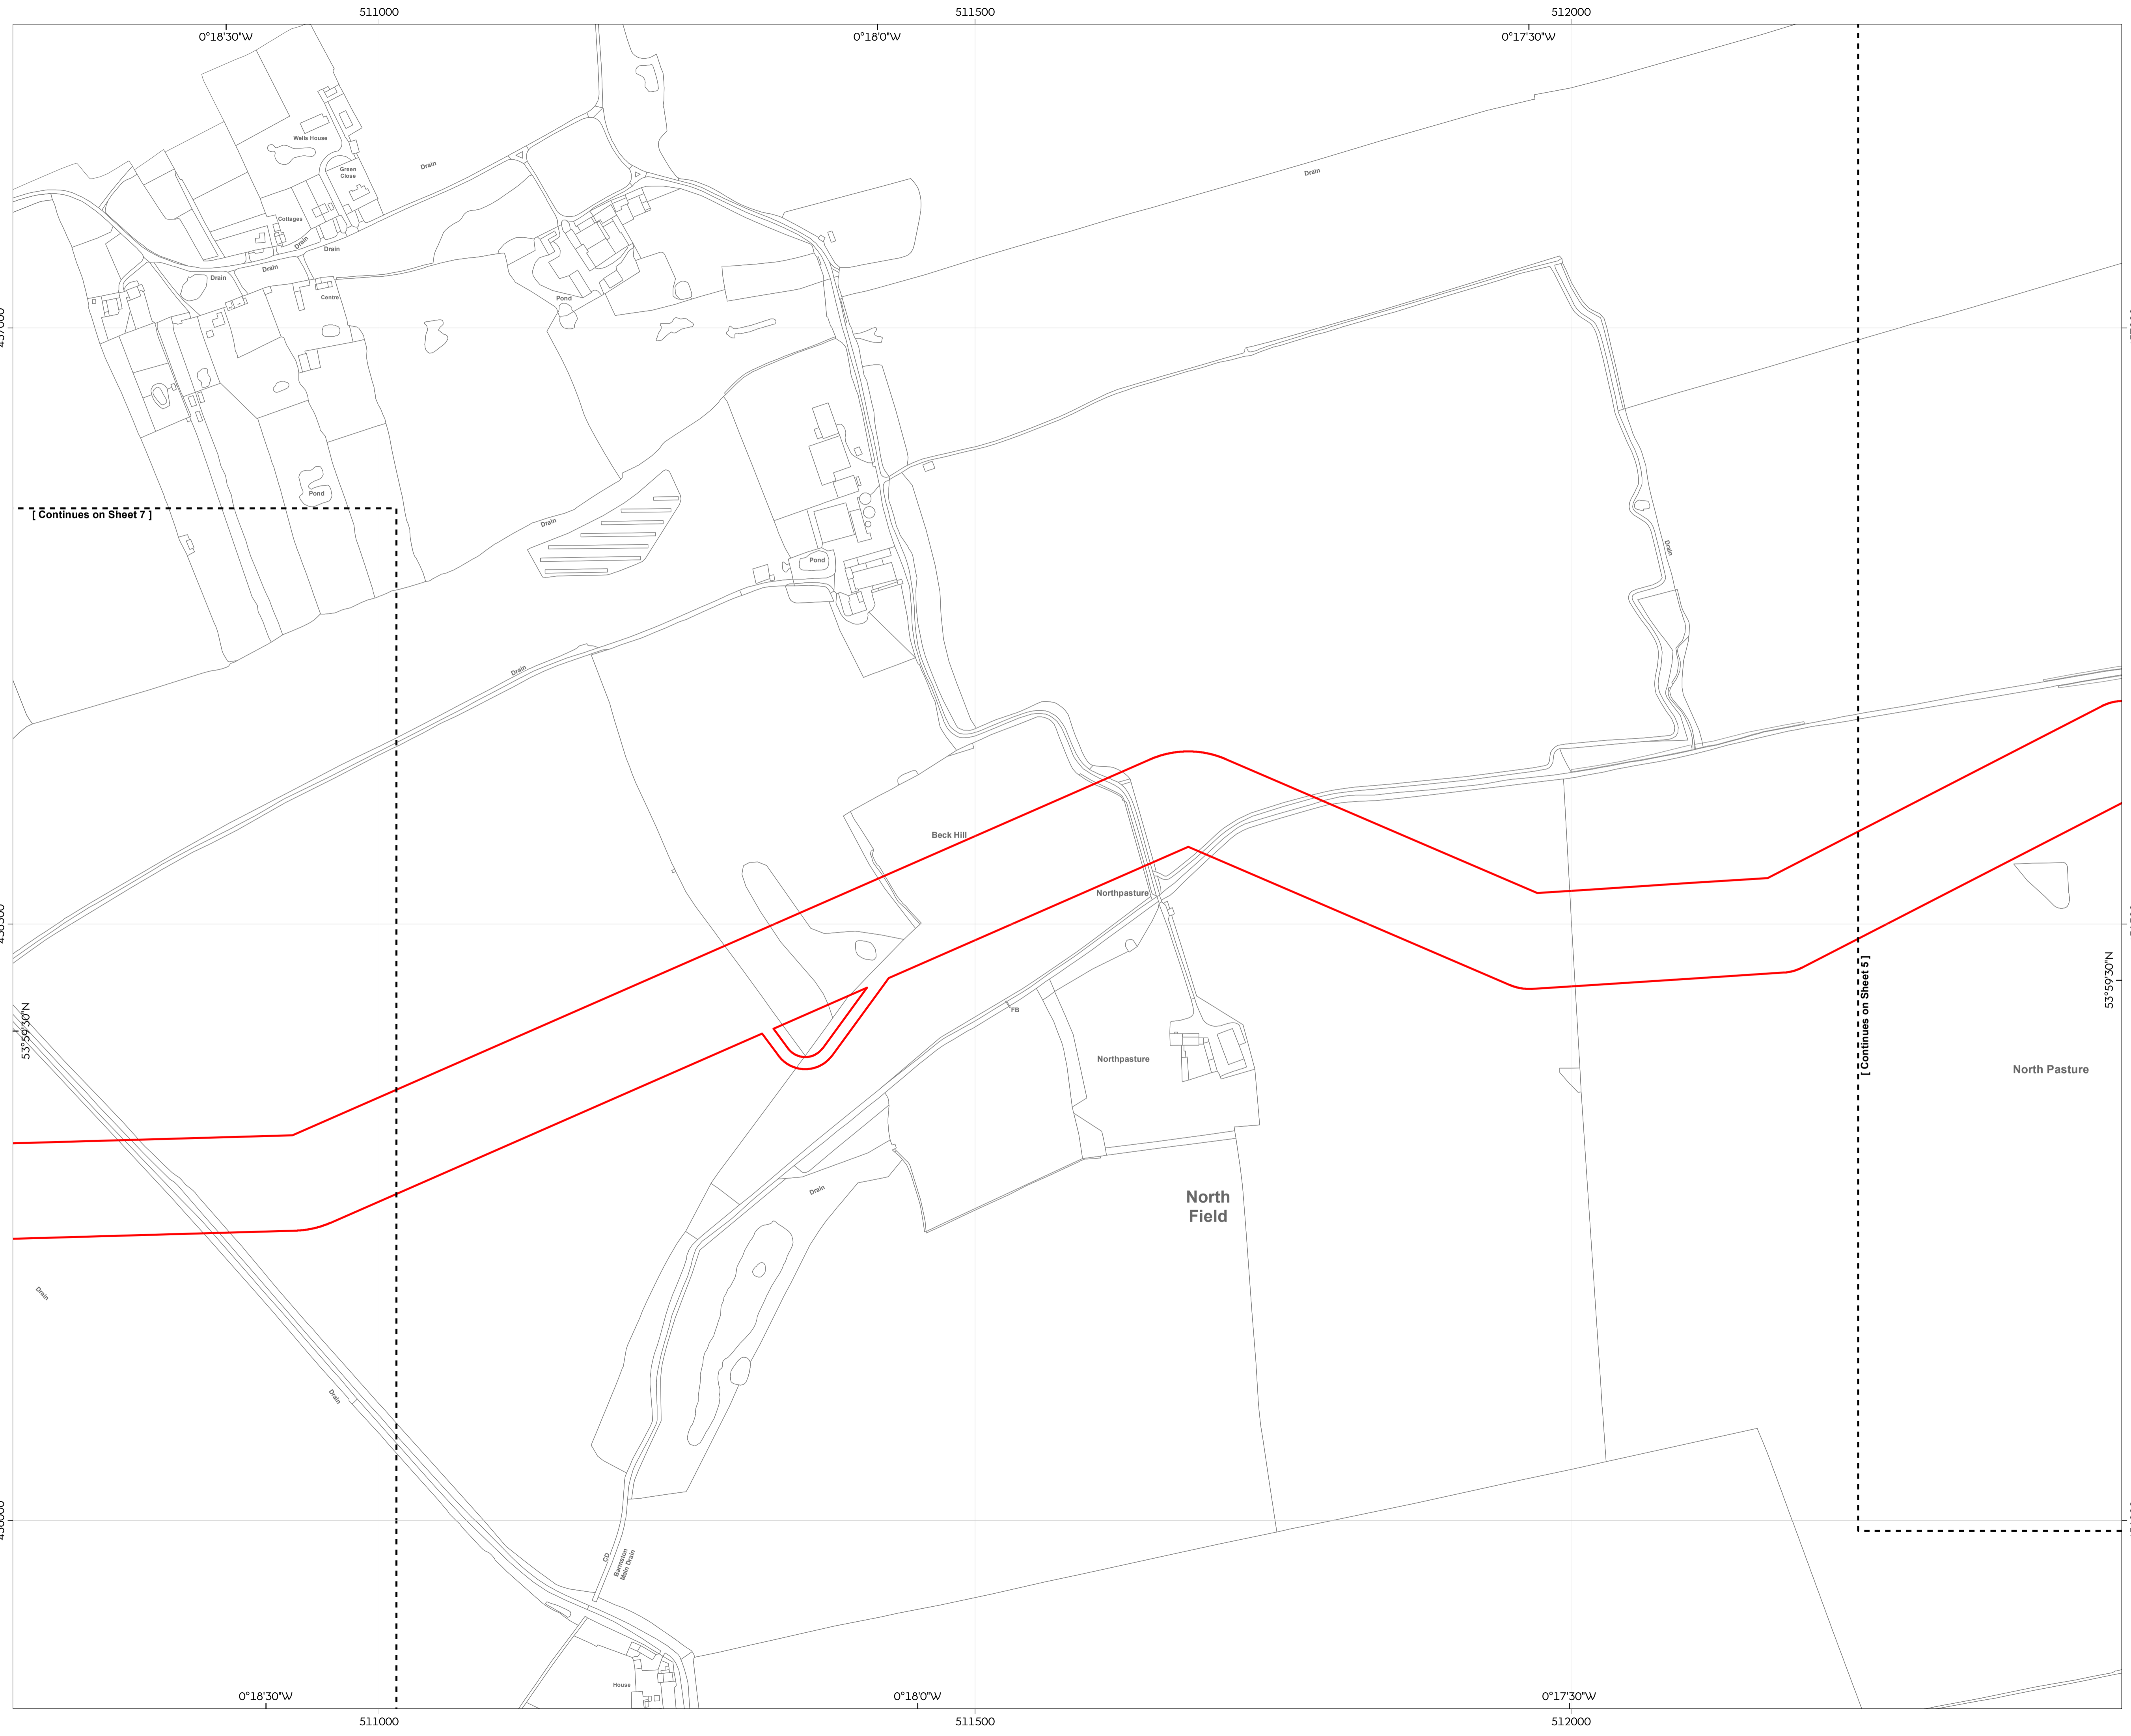 511000
511500
512000
0°18'30"W
0°18'0"W
0°17'30"W
Wells House
Drain
Green
Close
Drain
Cottages
Drain
Drain
Drain
Drain
Centre
Pond
Pond
[ Continues on Sheet 7 ]
Drain
Drain
Pond
Drain
Beck Hill
Northpasture
53°59'30"N
53°59'30"N
[ Continues on Sheet 5 ]
FB
Northpasture
North Pasture
Drain
North
Field
Drain
Drain
CD
Barmston
Main Drain
House
0°18'30"W
0°18'0"W
0°17'30"W
511000
511500
512000